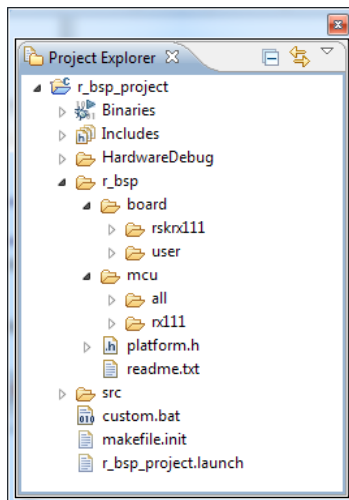 Project Explorer
r_bsp_project
Binaries
Includes
HardwareDebug
r_bsp
board
rskrx111
user
mcu
all
rx111
platform.h
readme.txt
src
custom.bat
makefile.init
r_bsp_project.launch